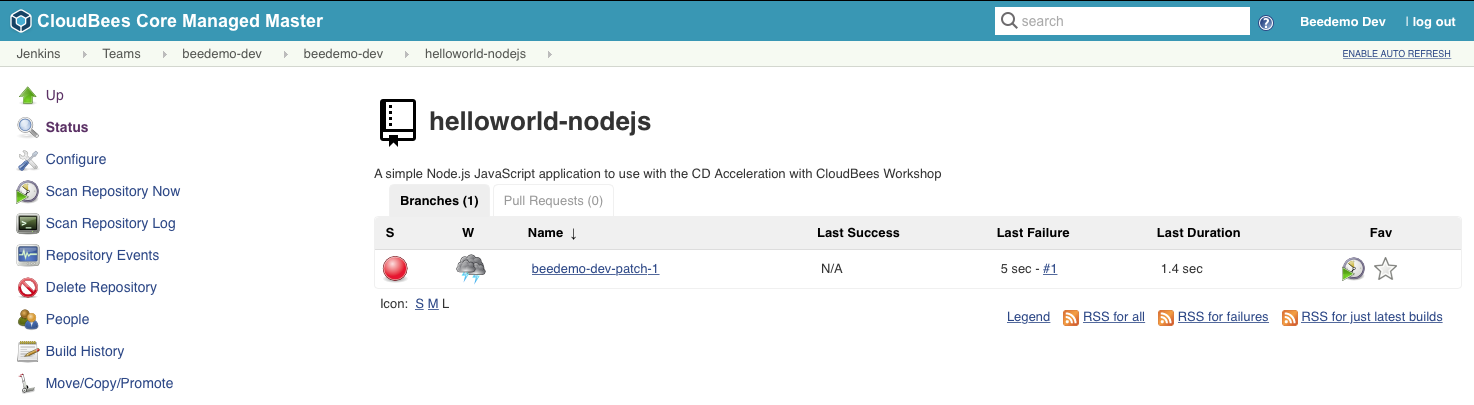 CloudBees Core Managed Master search ? Beedemo Dev | log out
Jenkins Teams beedemo-dev beedemo-dev helloworld-nodejs ENABLE AUTO REFRESH
Up
Status
Configure
Scan Repository Now
Scan Repository Log
Repository Events
Delete Repository
People
Build History
Move/Copy/Promote
helloworld-nodejs
A simple Node.js JavaScript application to use with the CD Acceleration with CloudBees Workshop
Branches (1) Pull Requests (0)
S W Name ↓ Last Success Last Failure Last Duration Fav
beedemo-dev-patch-1 N/A 5 sec - #1 1.4 sec
Icon: S M L
Legend RSS for all RSS for failures RSS for just latest builds